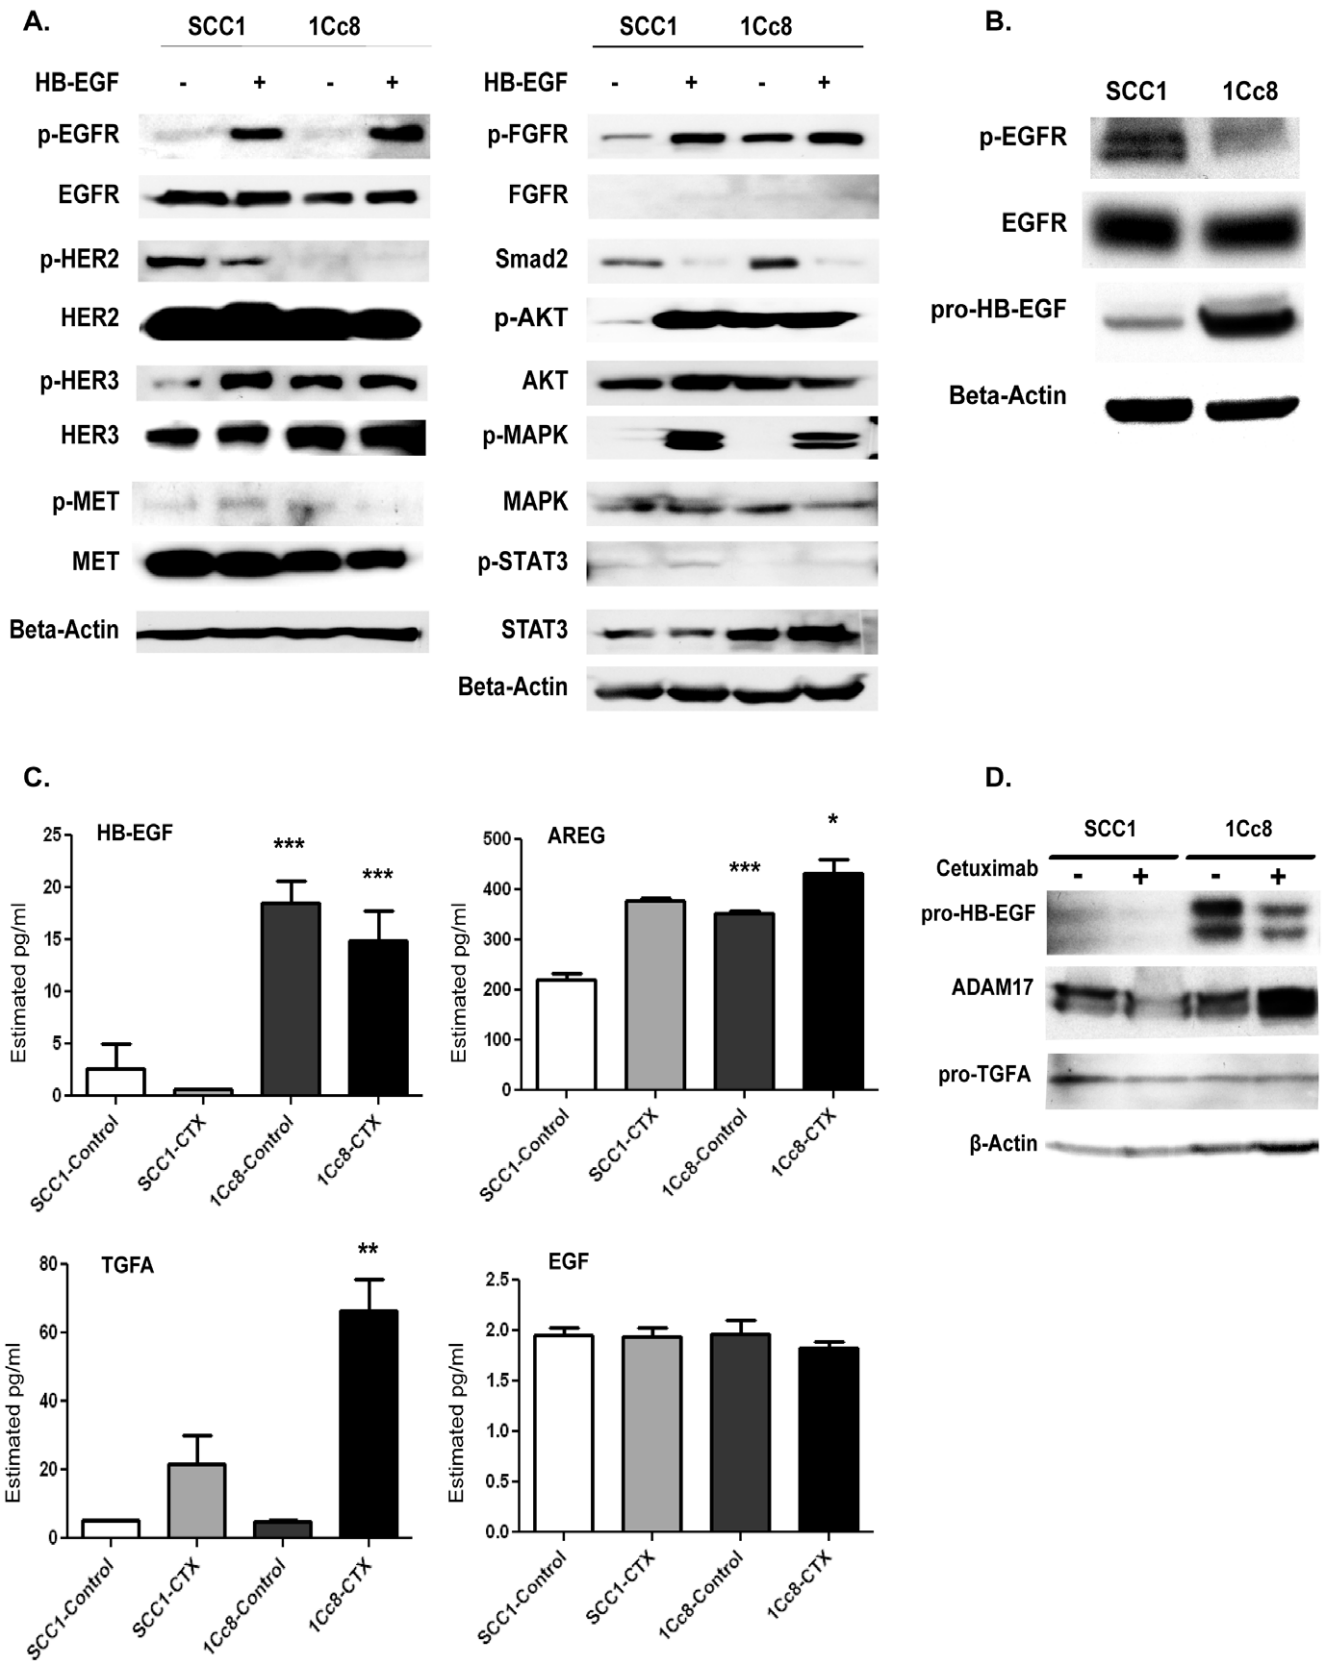 A.
SCC1 1Cc8
HB-EGF - + - +
p-EGFR
EGFR
p-HER2
HER2
p-HER3
HER3
p-MET
MET
Beta-Actin
SCC1 1Cc8
HB-EGF - + - +
p-FGFR
FGFR
Smad2
p-AKT
AKT
p-MAPK
MAPK
p-STAT3
STAT3
Beta-Actin
B.
SCC1 1Cc8
p-EGFR
EGFR
pro-HB-EGF
Beta-Actin
C.
HB-EGF
Estimated pg/ml
25
20
15
10
5
0
***
***
SCC1-Control
SCC1-CTX
1Cc8-Control
1Cc8-CTX
AREG
Estimated pg/ml
500
400
300
200
100
0
***
*
SCC1-Control
SCC1-CTX
1Cc8-Control
1Cc8-CTX
TGFA
Estimated pg/ml
80
60
40
20
0
**
SCC1-Control
SCC1-CTX
1Cc8-Control
1Cc8-CTX
EGF
Estimated pg/ml
2.5
2.0
1.5
1.0
0.5
0.0
SCC1-Control
SCC1-CTX
1Cc8-Control
1Cc8-CTX
D.
SCC1 1Cc8
Cetuximab - + - +
pro-HB-EGF
ADAM17
pro-TGFA
β-Actin